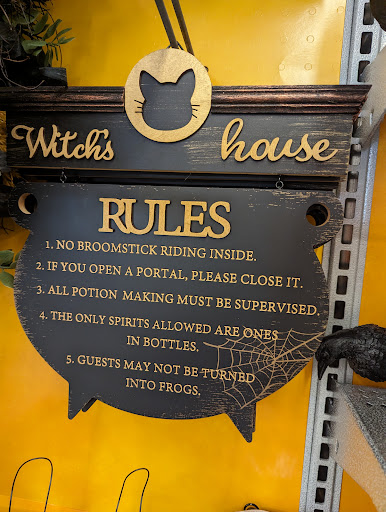 Witch's house
RULES
1. NO BROOMSTICK RIDING INSIDE.
2. IF YOU OPEN A PORTAL, PLEASE CLOSE IT.
3. ALL POTION MAKING MUST BE SUPERVISED.
4. THE ONLY SPIRITS ALLOWED ARE ONES
IN BOTTLES.
5. GUESTS MAY NOT BE TURNED
INTO FROGS,